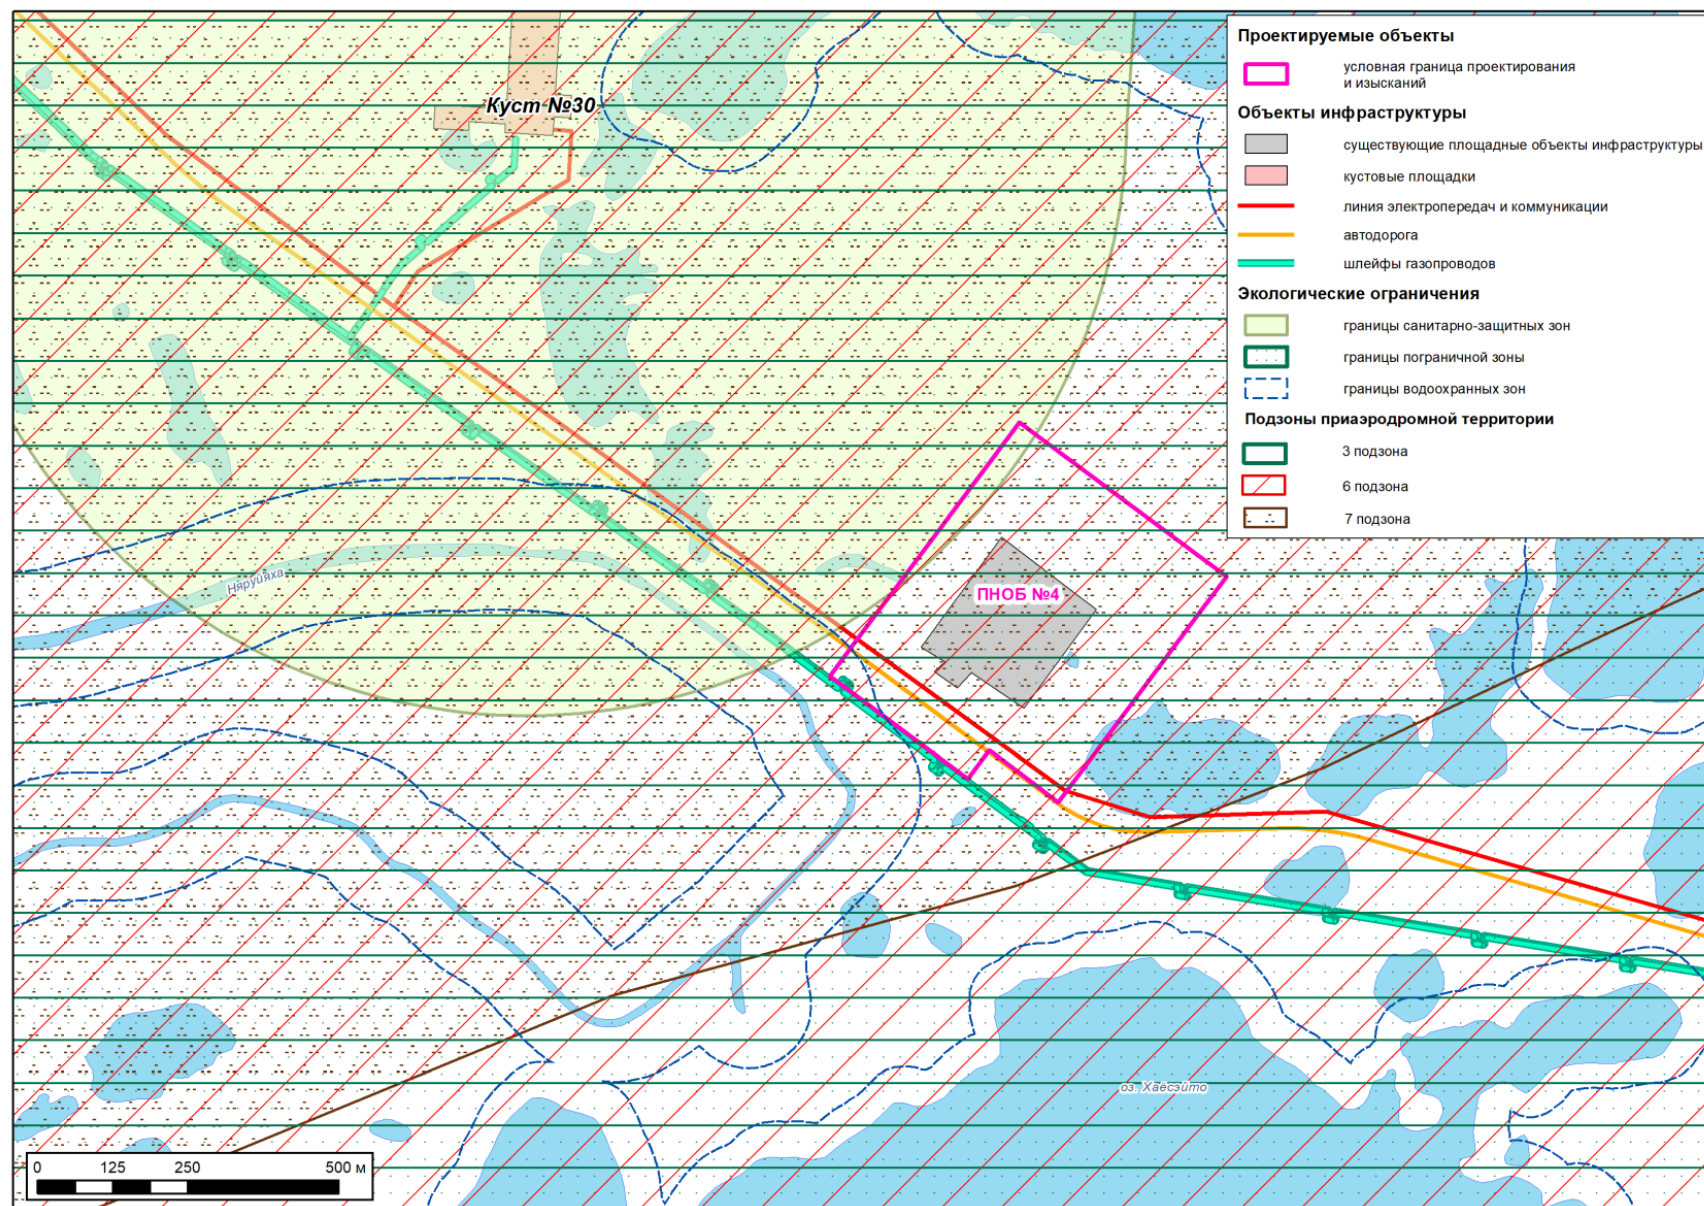 Проектируемые объекты
условная граница проектирования
и изысканий
Объекты инфраструктуры
существующие площадные объекты инфраструктуры
кустовые площадки
линия электропередач и коммуникации
автодорога
шлейфы газопроводов
Экологические ограничения
границы санитарно-защитных зон
границы пограничной зоны
границы водоохранных зон
Подзоны приаэродромной территории
3 подзона
6 подзона
7 подзона
Куст №30
Няруйяха
ПНОБ №4
оз. Хаёсэйто
0 125 250 500 м